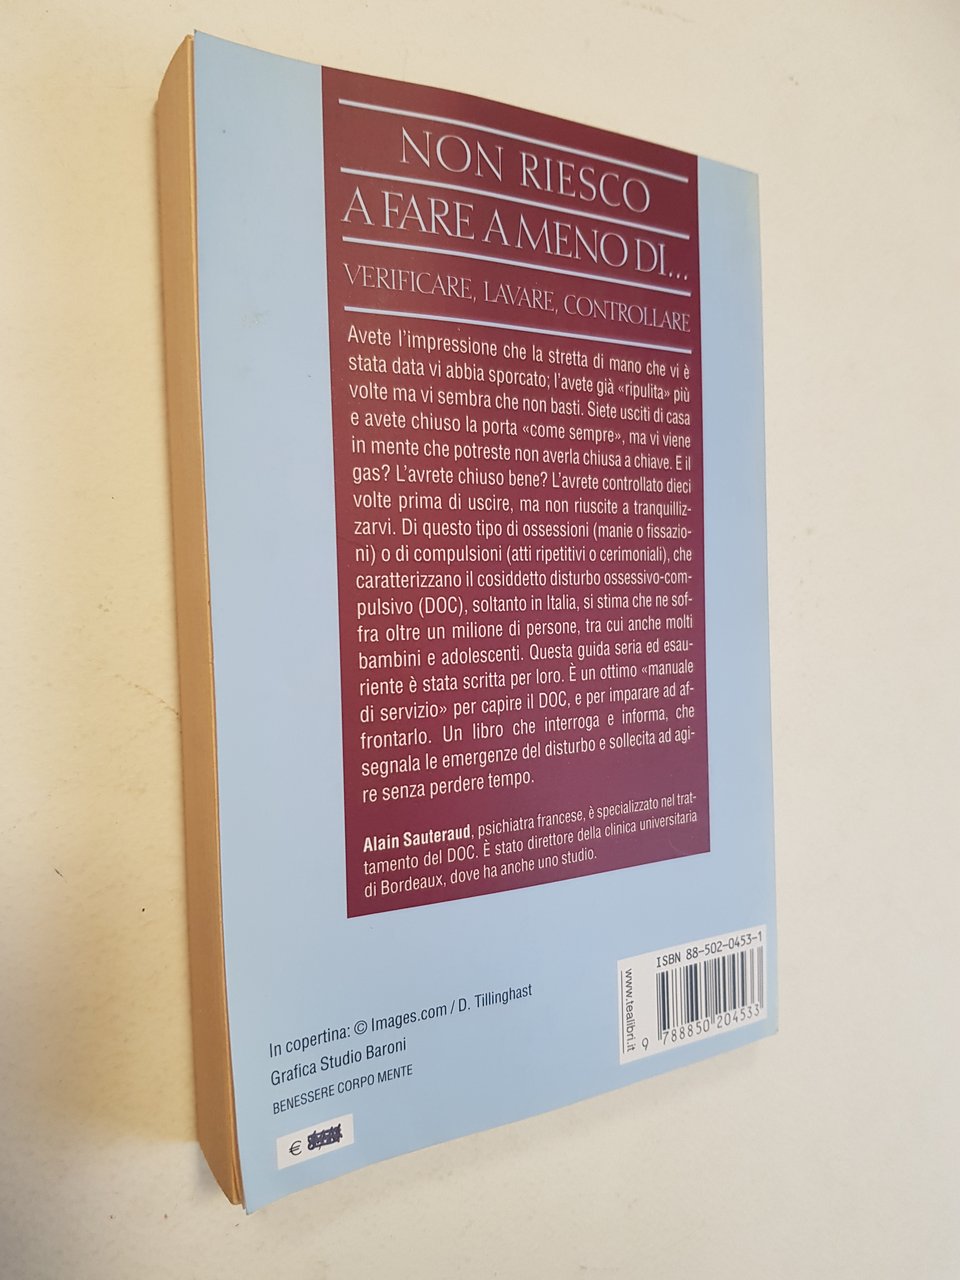 NON RIESCO
A FARE A MENO DI...
VERIFICARE, LAVARE, CONTROLLARE
Avete l'impressione che la stretta di mano che vi è
stata data vi abbia sporcato; l'avete già «ripulita» più
volte ma vi sembra che non basti. Siete usciti di casa
e avete chiuso la porta «come sempre», ma vi viene
in mente che potreste non averla chiusa a chiave. E il
gas? L'avrete chiuso bene? L'avrete controllato dieci
volte prima di uscire, ma non riuscite a tranquilliz-
zarvi. Di questo tipo di ossessioni (manie o fissazio-
ni) o di compulsioni (atti ripetitivi o cerimoniali), che
caratterizzano il cosiddetto disturbo ossessivo-com-
pulsivo (DOC), soltanto in Italia, si stima che ne sof-
fra oltre un milione di persone, tra cui anche molti
bambini e adolescenti. Questa guida seria ed esau-
riente è stata scritta per loro. È un ottimo «manuale
di servizio» per capire il DOC, e per imparare ad af-
frontarlo. Un libro che interroga e informa, che
segnala le emergenze del disturbo e sollecita ad agi-
re senza perdere tempo.
Alain Sauteraud, psichiatra francese, è specializzato nel trat-
tamento del DOC. È stato direttore della clinica universitaria
di Bordeaux, dove ha anche uno studio.
ISBN 88-502-0453-1
www.tealibri.it
9 788850 204533
In copertina: © Images.com / D. Tillinghast
Grafica Studio Baroni
BENESSERE CORPO MENTE
€